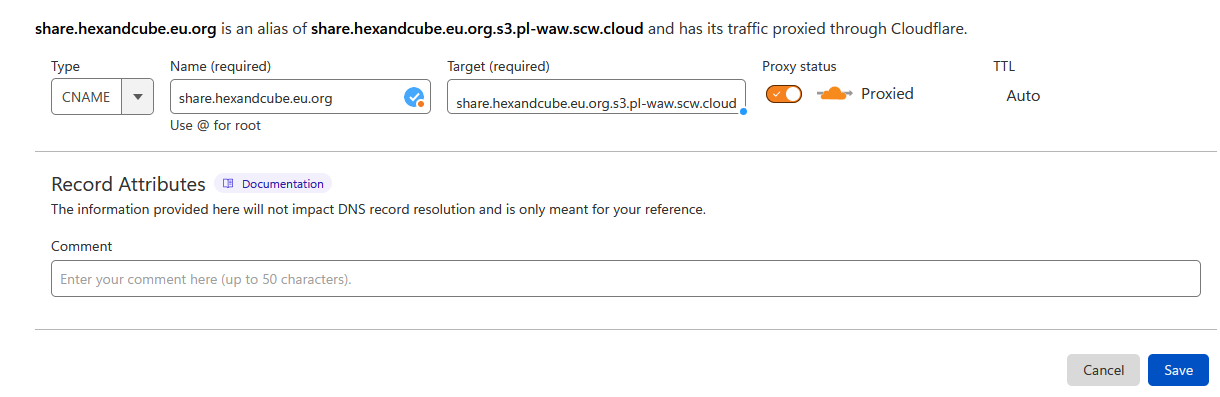 share.hexandcube.eu.org is an alias of share.hexandcube.eu.org.s3.pl-waw.scw.cloud and has its traffic proxied through Cloudflare.
Type Name (required) Target (required) Proxy status TTL
CNAME share.hexandcube.eu.org share.hexandcube.eu.org.s3.pl-waw.scw.cloud Proxied Auto
Use @ for root
Record Attributes Documentation
The information provided here will not impact DNS record resolution and is only meant for your reference.
Comment
Enter your comment here (up to 50 characters).
Cancel Save